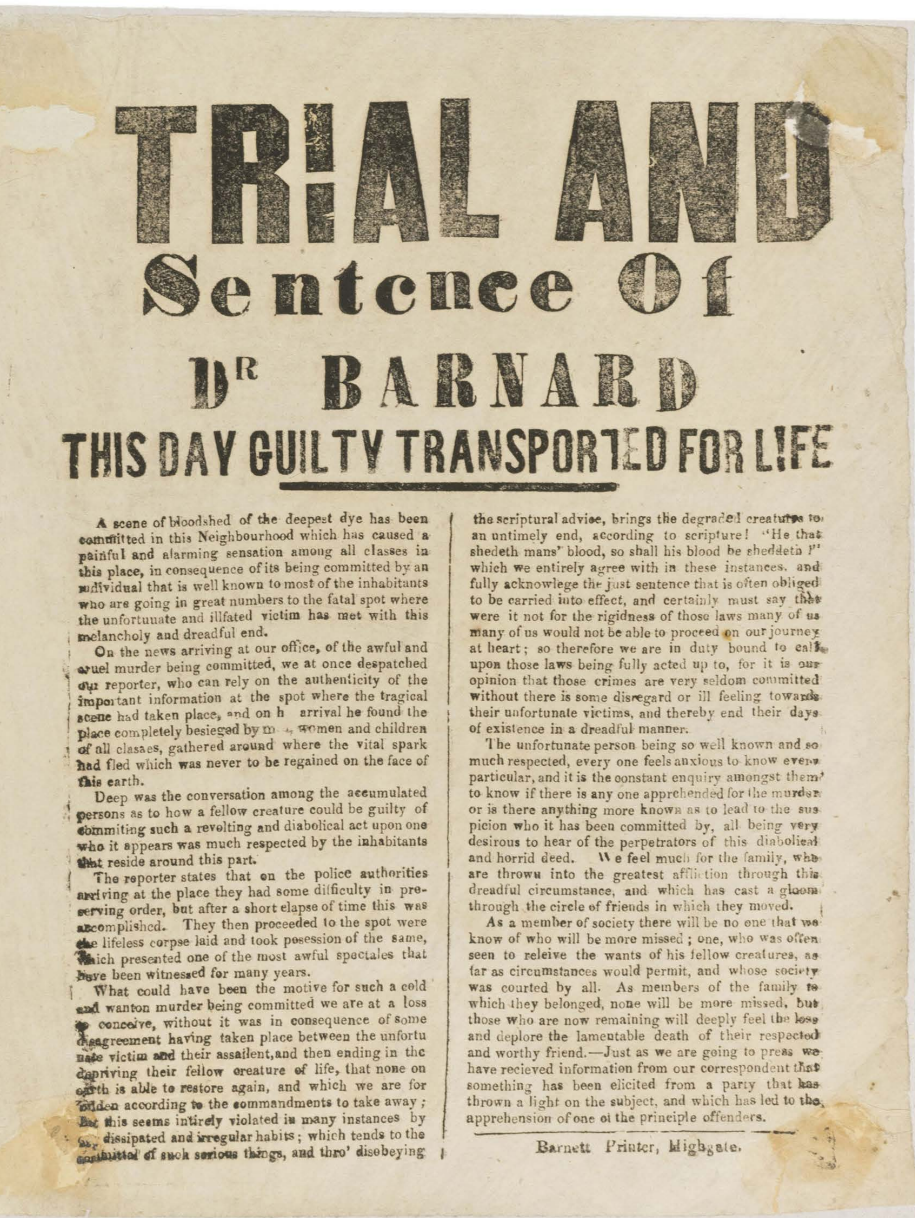 TRIAL AND
Sentence Of
DR BARNARD
THIS DAY GUILTY TRANSPORTED FOR LIFE
A scene of bloodshed of the deepest dye has been
committed in this Neighbourhood which has caused a
painful and alarming sensation among all classes in
this place, in consequence of its being committed by an
individual that is well known to most of the inhabitants
who are going in great numbers to the fatal spot where
the unfortunate and illfated victim has met with this
melancholy and dreadful end.
On the news arriving at our office, of the awful and
cruel murder being committed, we at once despatched
our reporter, who can rely on the authenticity of the
important information at the spot where the tragical
scene had taken place, and on h arrival he found the
place completely besieged by women and children
of all classes, gathered around where the vital spark
had fled which was never to be regained on the face of
this earth.
Deep was the conversation among the accumulated
persons as to how a fellow creature could be guilty of
commiting such a revolting and diabolical act upon one
who it appears was much respected by the inhabitants
that reside around this part.
The reporter states that on the police authorities
arriving at the place they had some difficulty in pre-
serving order, but after a short elapse of time this was
accomplished. They then proceeded to the spot were
the lifeless corpse laid and took posession of the same,
which presented one of the most awful spectales that
have been witnessed for many years.
What could have been the motive for such a cold
and wanton murder being committed we are at a loss
to conceive, without it was in consequence of some
disagreement having taken place between the unfortu
nate victim and their assailent, and then ending in the
depriving their fellow creature of life, that none on
earth is able to restore again, and which we are for
bidden according to the commandments to take away;
But this seems intirely violated in many instances by
dissipated and irregular habits; which tends to the
committal of such serious things, and thro' disobeying
the scriptural advise, brings the degraded creatures to
an untimely end, according to scripture! "He that
shedeth mans' blood, so shall his blood be sheddeth!"
which we entirely agree with in these instances. and
fully acknowlege the just sentence that is often obliged
to be carried into effect, and certainly must say that
were it not for the rigidness of those laws many of us
many of us would not be able to proceed on our journey
at heart; so therefore we are in duty bound to call
upon those laws being fully acted up to, for it is our
opinion that those crimes are very seldom committed
without there is some disregard or ill feeling towards
their unfortunate victims, and thereby end their days
of existence in a dreadful manner.
The unfortunate person being so well known and so
much respected, every one feels anxious to know every
particular, and it is the constant enquiry amongst them
to know if there is any one apprehended for the murder
or is there anything more known as to lead to the sus
picion who it has been committed by, all being very
desirous to hear of the perpetrators of this diabolical
and horrid deed. We feel much for the family, who
are thrown into the greatest affliction through this
dreadful circumstance, and which has cast a gloom
through the circle of friends in which they moved.
As a member of society there will be no one that we
know of who will be more missed; one, who was often
seen to releive the wants of his fellow creatures, as
far as circumstances would permit, and whose society
was courted by all. As members of the family to
which they belonged, none will be more missed, but
those who are now remaining will deeply feel the loss
and deplore the lamentable death of their respected
and worthy friend.—Just as we are going to press we
have recieved information from our correspondent that
something has been elicited from a party that has
thrown a light on the subject, and which has led to the
apprehension of one of the principle offenders.
Barnett Printer, Highgate.